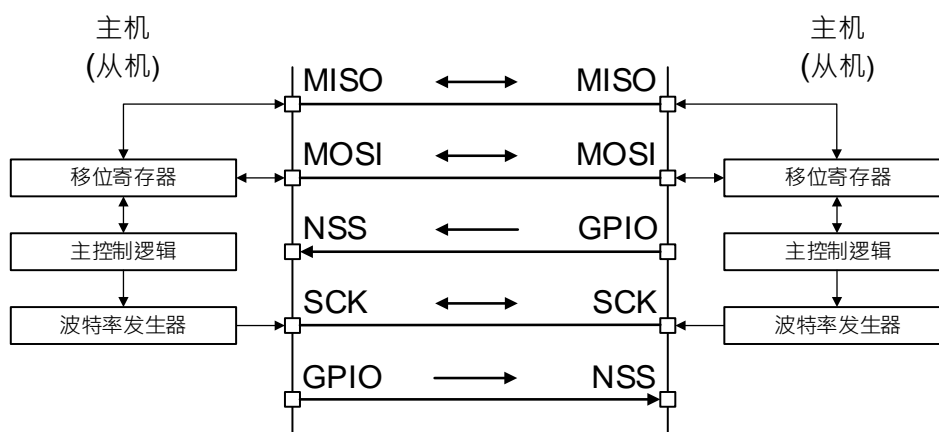 主机
(从机)
主机
(从机)
MISO MISO
MOSI MOSI
移位寄存器
移位寄存器
NSS GPIO
主控制逻辑
主控制逻辑
SCK SCK
波特率发生器
波特率发生器
GPIO NSS